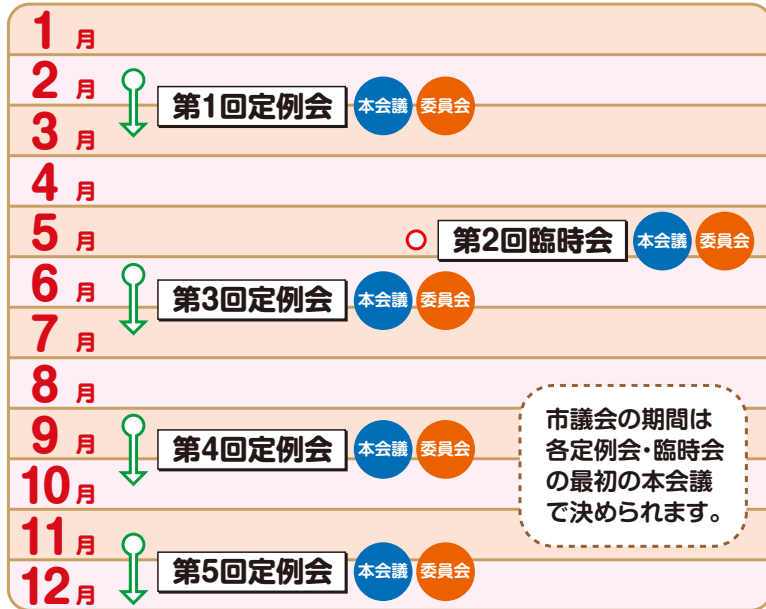 1月
2月
第1回定例会 本会議 委員会
3月
4月
5月 第2回臨時会 本会議 委員会
6月
第3回定例会 本会議 委員会
7月
8月
9月
第4回定例会 本会議 委員会
10月
市議会の期間は
各定例会・臨時会
の最初の本会議
で決められます。
11月
第5回定例会 本会議 委員会
12月